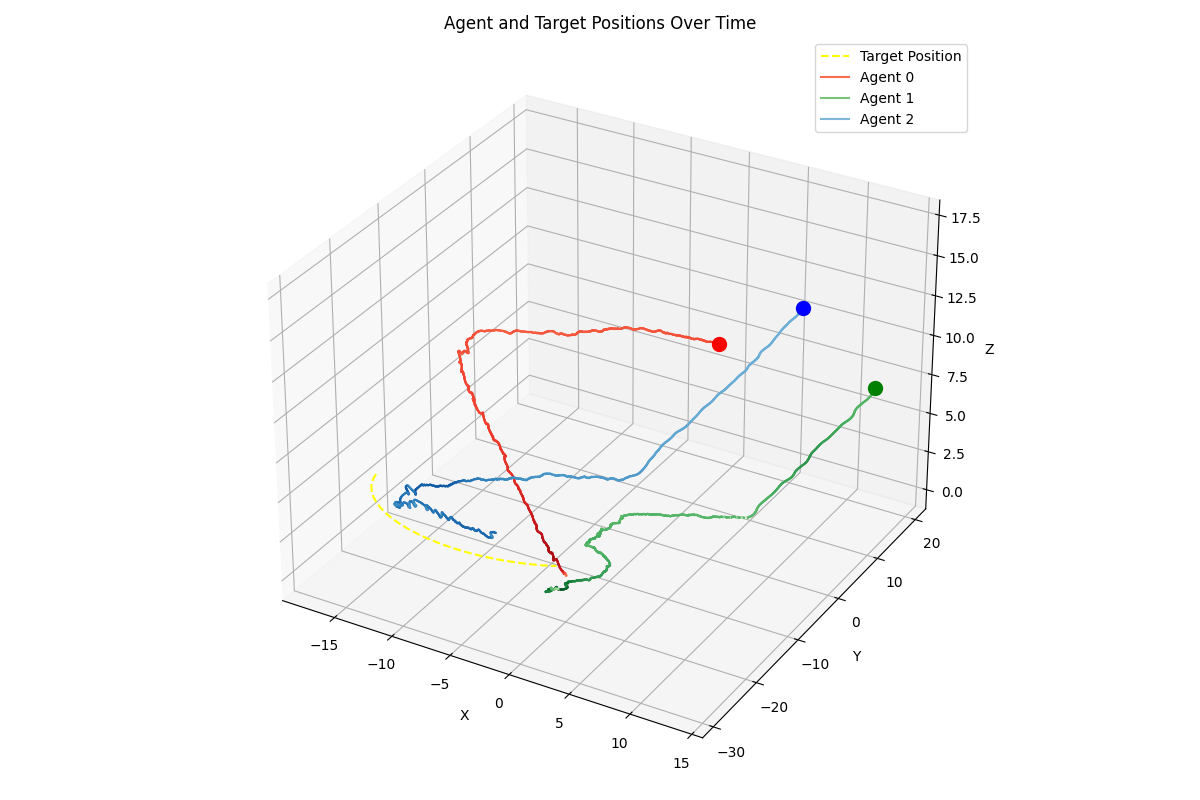 Agent and Target Positions Over Time
Target Position
Agent 0
Agent 1
Agent 2
17.5
15.0
12.5
10.0
Z
7.5
5.0
2.5
0.0
20
10
0
Y
−10
−20
−30
−15
−10
−5
0
X
5
10
15